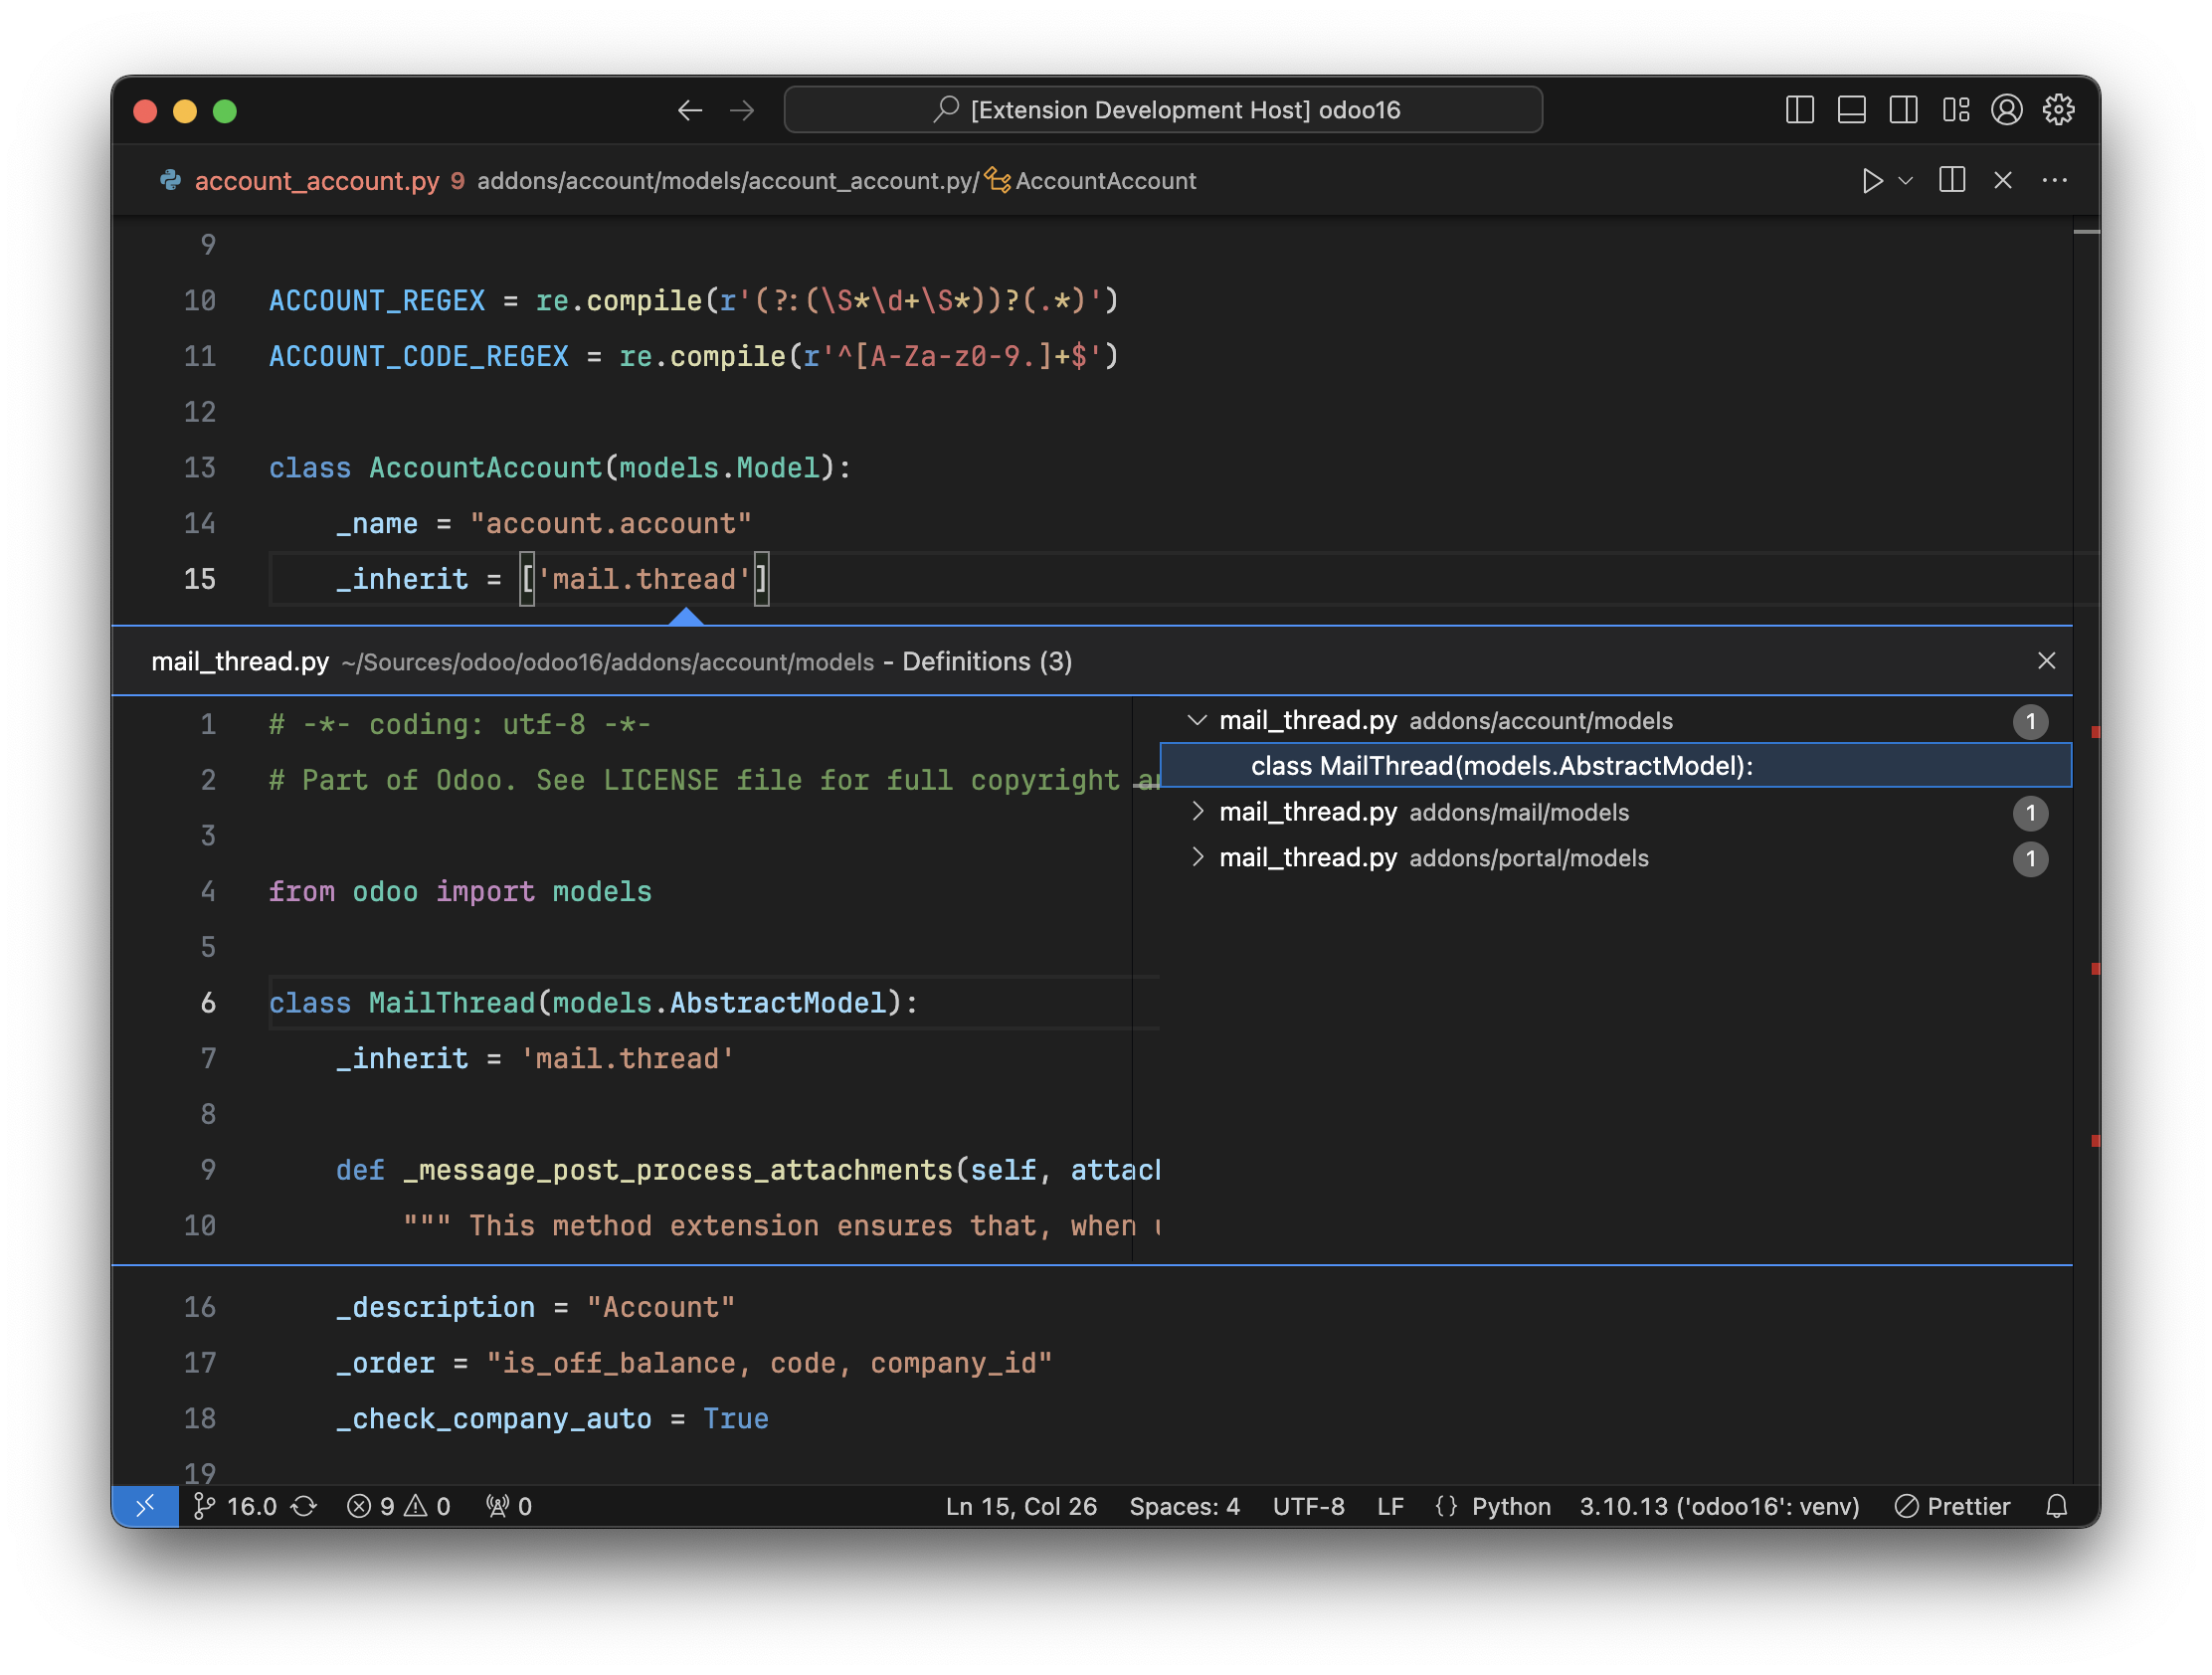 [Extension Development Host] odoo16
account_account.py 9 addons/account/models/account_account.py/ AccountAccount
9
10 ACCOUNT_REGEX = re.compile(r'(?:(\S*\d+\S*))?(.*)')
11 ACCOUNT_CODE_REGEX = re.compile(r'^[A-Za-z0-9.]+$')
12
13 class AccountAccount(models.Model):
14     _name = "account.account"
15     _inherit = ['mail.thread']
mail_thread.py ~/Sources/odoo/odoo16/addons/account/models - Definitions (3)
1 # -*- coding: utf-8 -*-
2 # Part of Odoo. See LICENSE file for full copyright
3
4 from odoo import models
5
6 class MailThread(models.AbstractModel):
7     _inherit = 'mail.thread'
8
9     def _message_post_process_attachments(self, attach
10         """ This method extension ensures that, when
mail_thread.py addons/account/models 1
class MailThread(models.AbstractModel):
mail_thread.py addons/mail/models 1
mail_thread.py addons/portal/models 1
16     _description = "Account"
17     _order = "is_off_balance, code, company_id"
18     _check_company_auto = True
19
16.0 9 0 0 Ln 15, Col 26 Spaces: 4 UTF-8 LF {} Python 3.10.13 ('odoo16': venv) Prettier